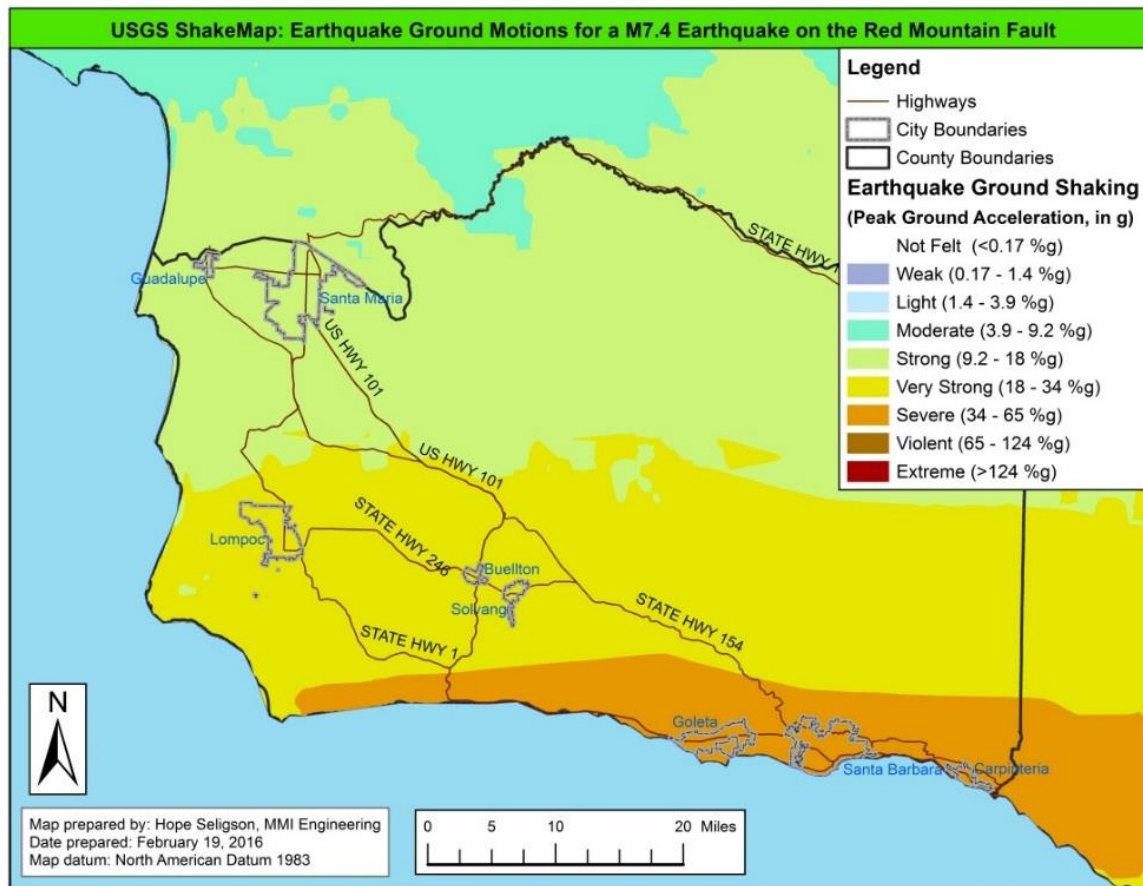 USGS ShakeMap: Earthquake Ground Motions for a M7.4 Earthquake on the Red Mountain Fault
Legend
Highways
City Boundaries
County Boundaries
Earthquake Ground Shaking
(Peak Ground Acceleration, in g)
Not Felt (<0.17 %g)
Weak (0.17 - 1.4 %g)
Light (1.4 - 3.9 %g)
Moderate (3.9 - 9.2 %g)
Strong (9.2 - 18 %g)
Very Strong (18 - 34 %g)
Severe (34 - 65 %g)
Violent (65 - 124 %g)
Extreme (>124 %g)
STATE HWY 1
Guadalupe
Santa Maria
US HWY 101
US HWY 101
Lompoc
STATE HWY 246
Buellton
Solvang
STATE HWY 154
STATE HWY 1
Goleta
Santa Barbara
Carpinteria
N
Map prepared by: Hope Seligson, MMI Engineering
Date prepared: February 19, 2016
Map datum: North American Datum 1983
0 5 10 20 Miles